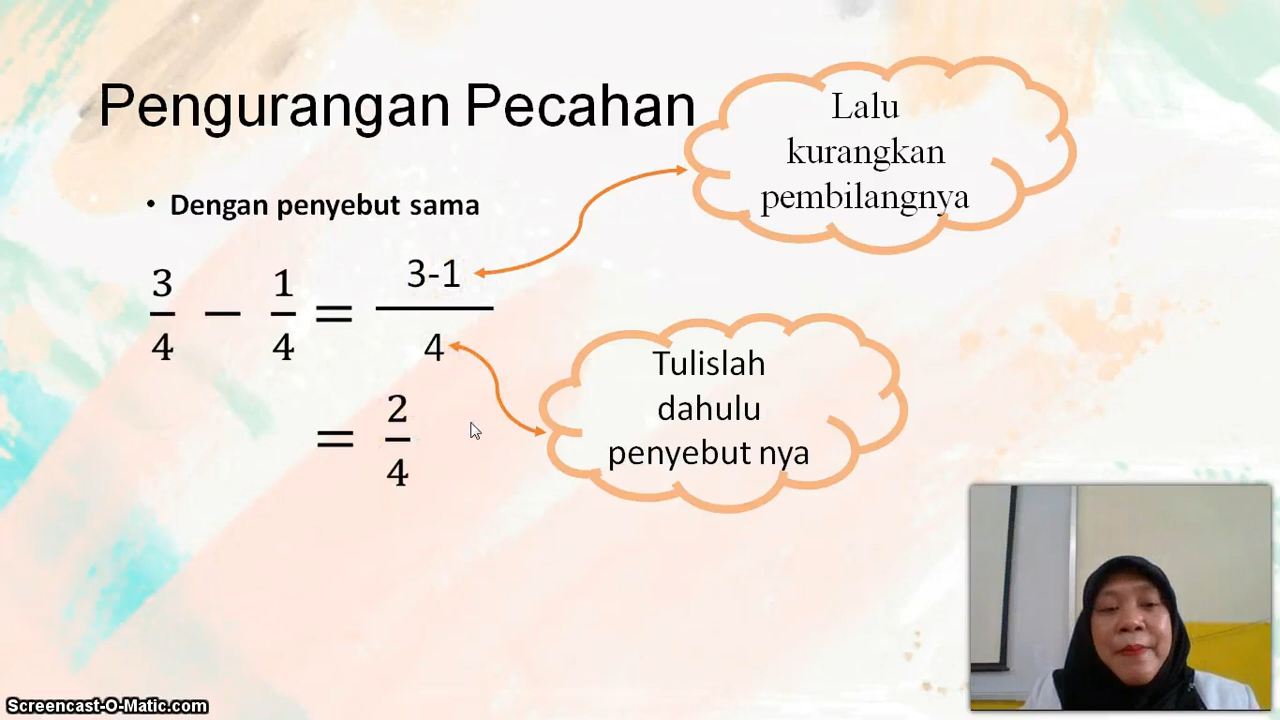 Pengurangan Pecahan
Lalu
kurangkan
pembilangnya
• Dengan penyebut sama
3/4 − 1/4 = 3-1/4
= 2/4
Tulislah
dahulu
penyebut nya
Screencast-O-Matic.com